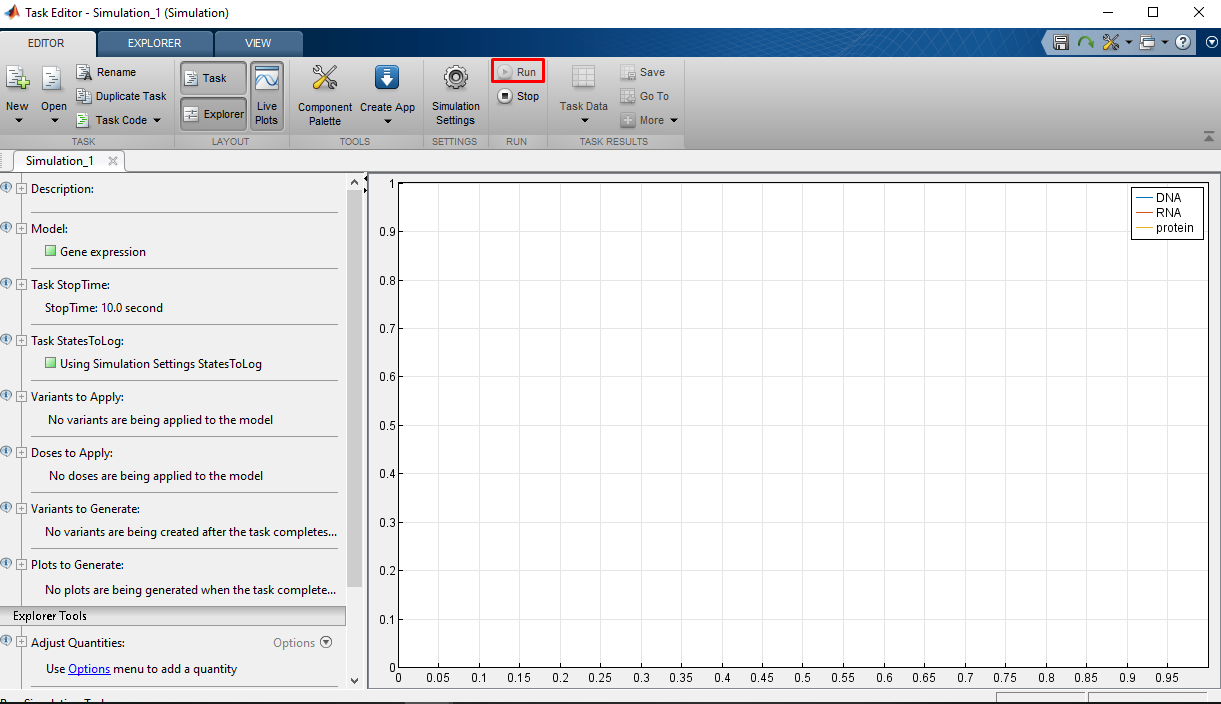 Task Editor - Simulation_1 (Simulation)
EDITOR EXPLORER VIEW
New
Open
Rename
Duplicate Task
Task Code
TASK
Task
Explorer
Live
Plots
LAYOUT
Component
Palette
Create App
TOOLS
Simulation
Settings
SETTINGS
Run
Stop
RUN
Task Data
Save
Go To
More
TASK RESULTS
Simulation_1
Description:
Model:
Gene expression
Task StopTime:
StopTime: 10.0 second
Task StatesToLog:
Using Simulation Settings StatesToLog
Variants to Apply:
No variants are being applied to the model
Doses to Apply:
No doses are being applied to the model
Variants to Generate:
No variants are being created after the task completes...
Plots to Generate:
No plots are being generated when the task complete...
Explorer Tools
Adjust Quantities: Options
Use Options menu to add a quantity
DNA
RNA
protein
1
0.9
0.8
0.7
0.6
0.5
0.4
0.3
0.2
0.1
0
0 0.05 0.1 0.15 0.2 0.25 0.3 0.35 0.4 0.45 0.5 0.55 0.6 0.65 0.7 0.75 0.8 0.85 0.9 0.95